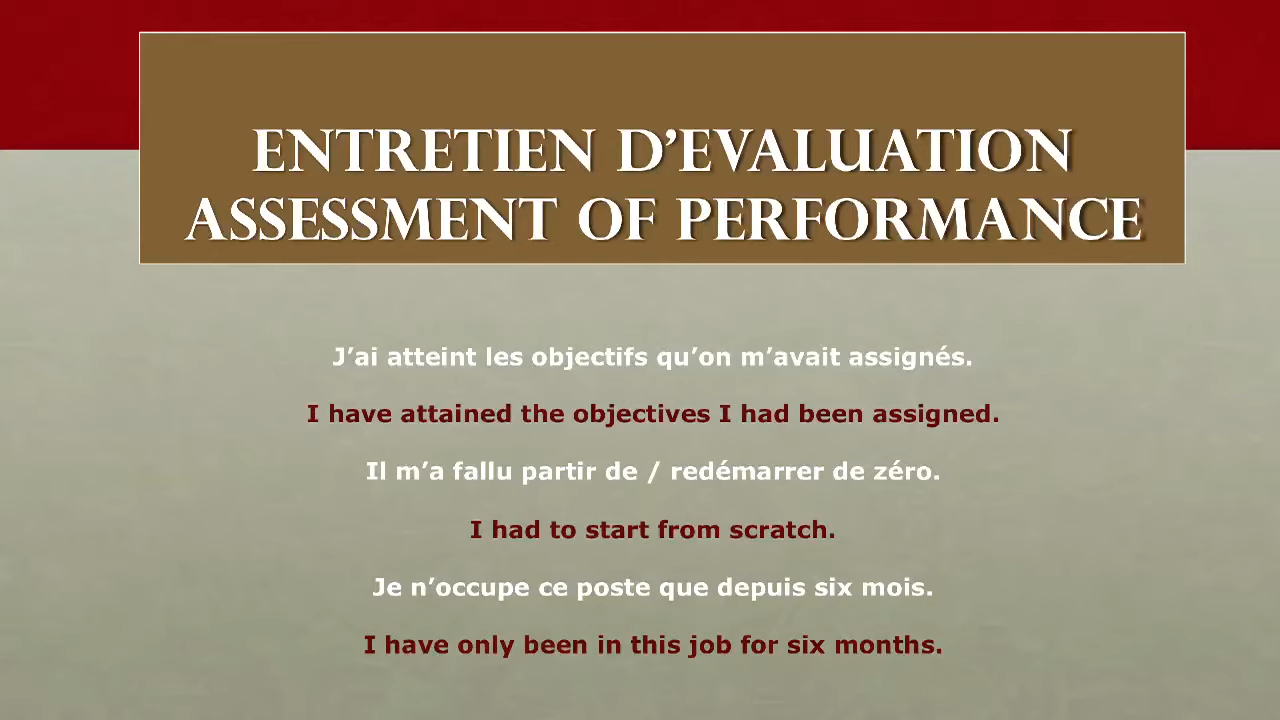 ENTRETIEN D’EVALUATION
ASSESSMENT OF PERFORMANCE
J’ai atteint les objectifs qu’on m’avait assignés.
I have attained the objectives I had been assigned.
Il m’a fallu partir de / redémarrer de zéro.
I had to start from scratch.
Je n’occupe ce poste que depuis six mois.
I have only been in this job for six months.